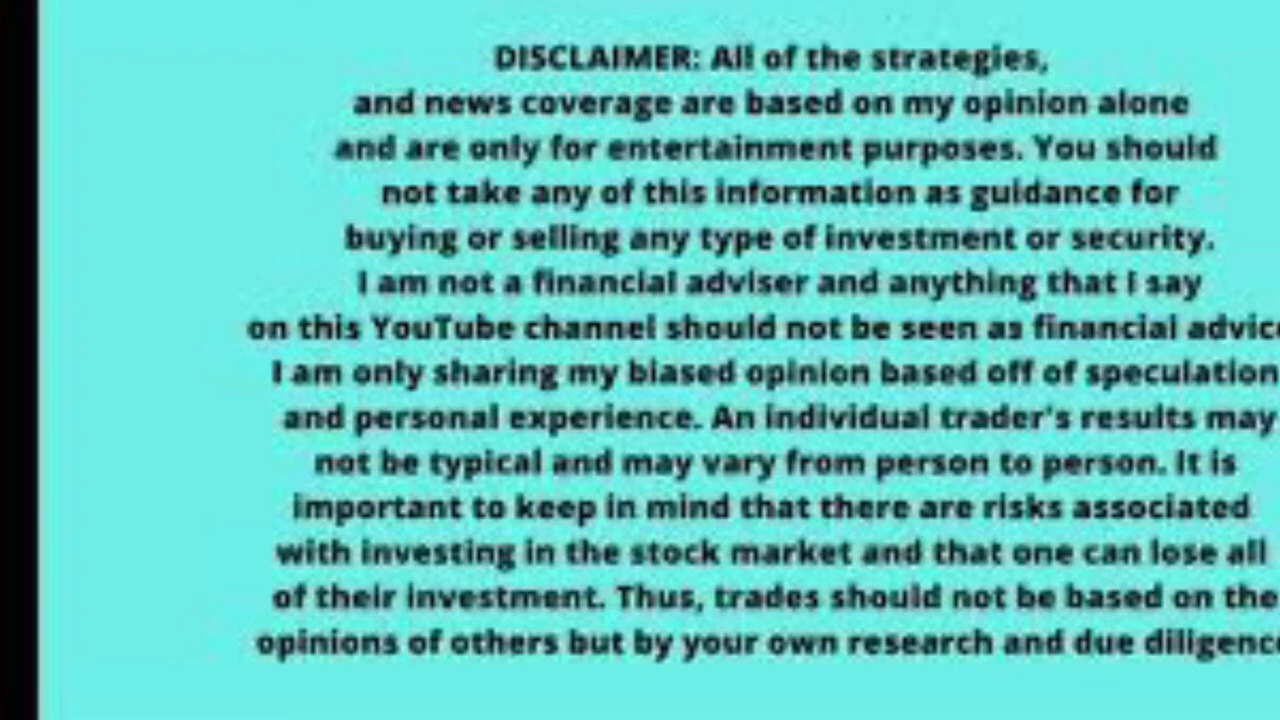 DISCLAIMER: All of the strategies,
and news coverage are based on my opinion alone
and are only for entertainment purposes. You should
not take any of this information as guidance for
buying or selling any type of investment or security.
I am not a financial adviser and anything that I say
on this YouTube channel should not be seen as financial advice
I am only sharing my biased opinion based off of speculation
and personal experience. An individual trader's results may
not be typical and may vary from person to person. It is
important to keep in mind that there are risks associated
with investing in the stock market and that one can lose all
of their investment. Thus, trades should not be based on the
opinions of others but by your own research and due diligence